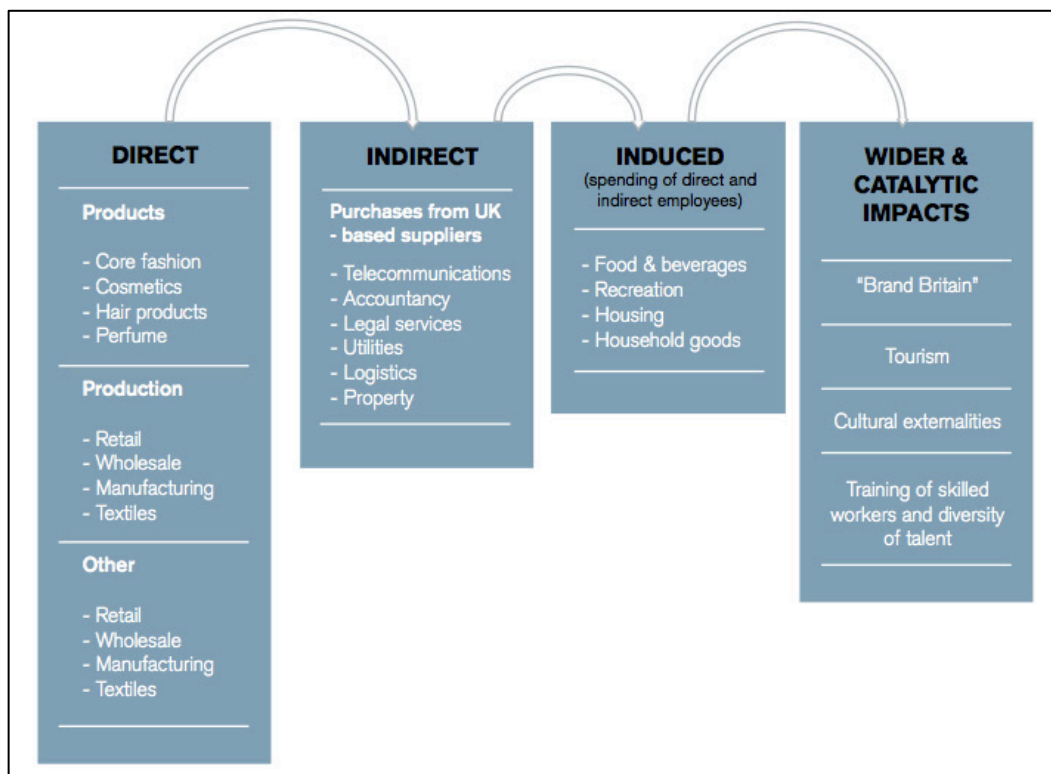 DIRECT
Products
- Core fashion
- Cosmetics
- Hair products
- Perfume
Production
- Retail
- Wholesale
- Manufacturing
- Textiles
Other
- Retail
- Wholesale
- Manufacturing
- Textiles
INDIRECT
Purchases from UK
- based suppliers
- Telecommunications
- Accountancy
- Legal services
- Utilities
- Logistics
- Property
INDUCED
(spending of direct and
indirect employees)
- Food & beverages
- Recreation
- Housing
- Household goods
WIDER &
CATALYTIC
IMPACTS
"Brand Britain"
Tourism
Cultural externalities
Training of skilled
workers and diversity
of talent